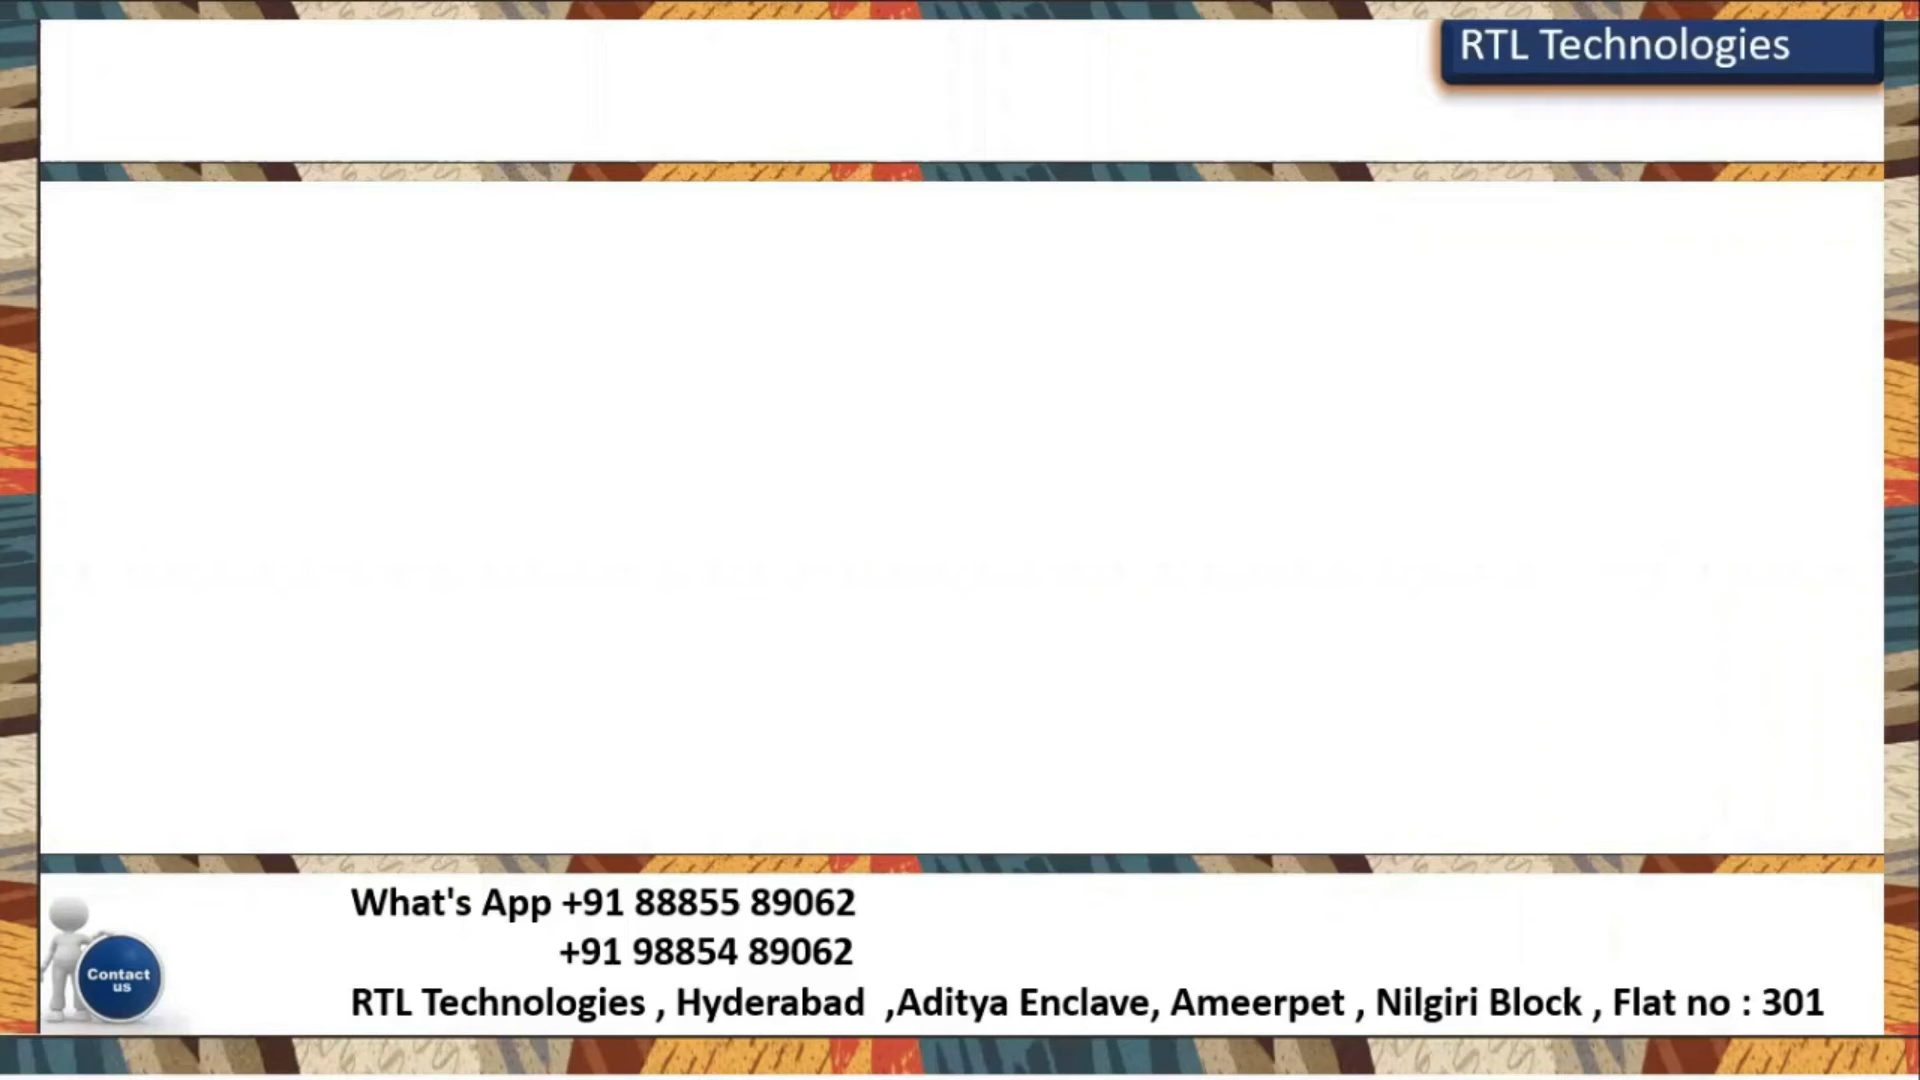 RTL Technologies
What's App +91 88855 89062
+91 98854 89062
Contact
us
RTL Technologies , Hyderabad ,Aditya Enclave, Ameerpet , Nilgiri Block , Flat no : 301